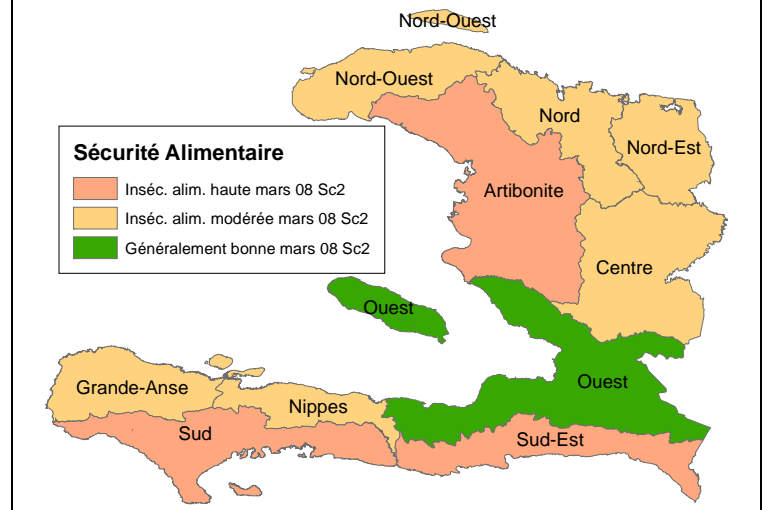 Nord-Ouest
Nord-Ouest
Nord
Nord-Est
Sécurité Alimentaire
Inséc. alim. haute mars 08 Sc2
Inséc. alim. modérée mars 08 Sc2
Généralement bonne mars 08 Sc2
Artibonite
Centre
Ouest
Ouest
Grande-Anse
Nippes
Sud
Sud-Est